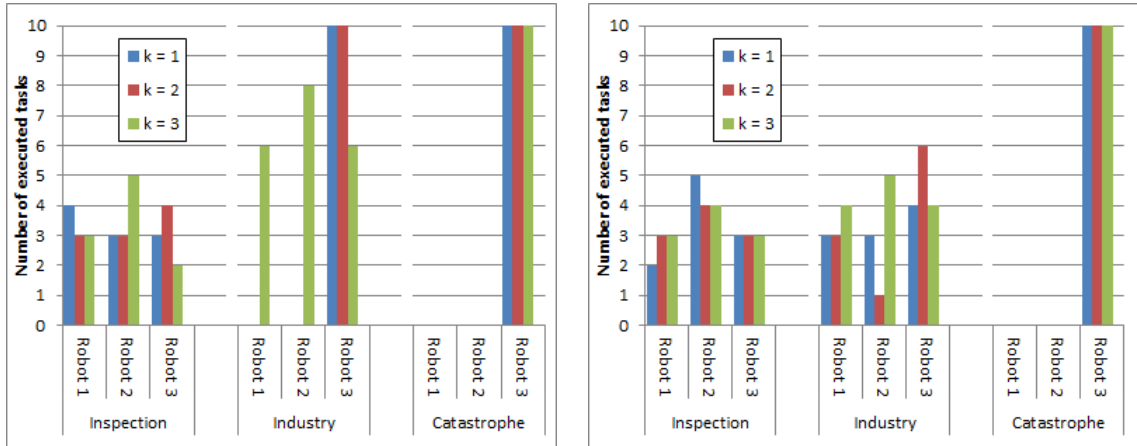 Number of executed tasks
10
9
8
7
6
5
4
3
2
1
0
k = 1
k = 2
k = 3
Robot 1
Robot 2
Robot 3
Robot 1
Robot 2
Robot 3
Robot 1
Robot 2
Robot 3
Inspection
Industry
Catastrophe
Number of executed tasks
10
9
8
7
6
5
4
3
2
1
0
k = 1
k = 2
k = 3
Robot 1
Robot 2
Robot 3
Robot 1
Robot 2
Robot 3
Robot 1
Robot 2
Robot 3
Inspection
Industry
Catastrophe